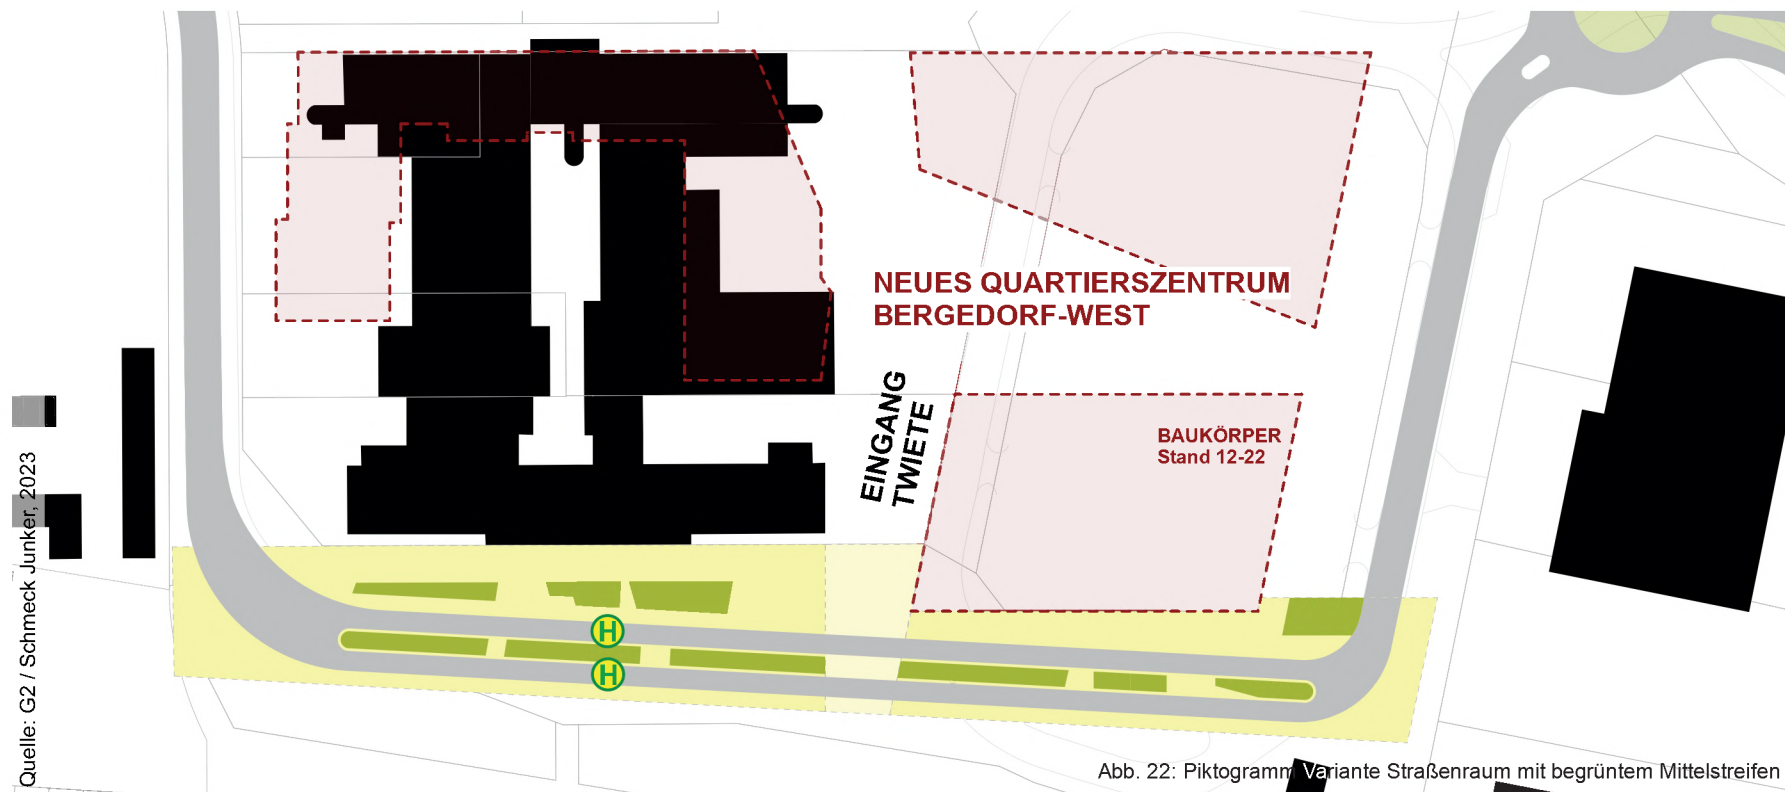 NEUES QUARTIERSZENTRUM
BERGEDORF-WEST
EINGANG
TWIETE
BAUKÖRPER
Stand 12-22
H
H
Quelle: G2 / Schmeck Junker, 2023
Abb. 22: Piktogramm Variante Straßenraum mit begrüntem Mittelstreifen